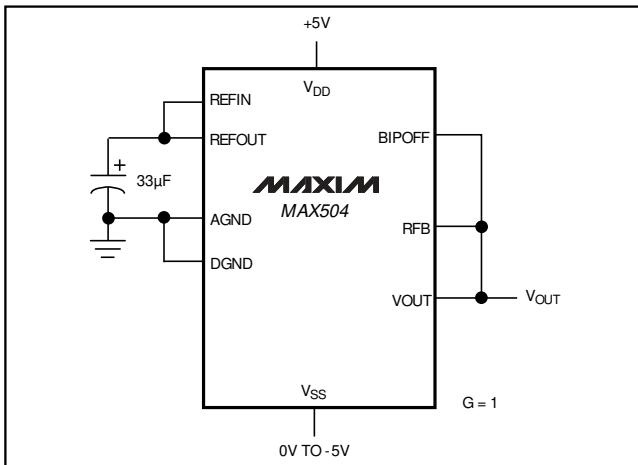 +5V
VDD
REFIN
REFOUT
BIPOFF
+
33µF
MAXIM
MAX504
AGND
RFB
DGND
VOUT
VOUT
VSS
G = 1
0V TO -5V